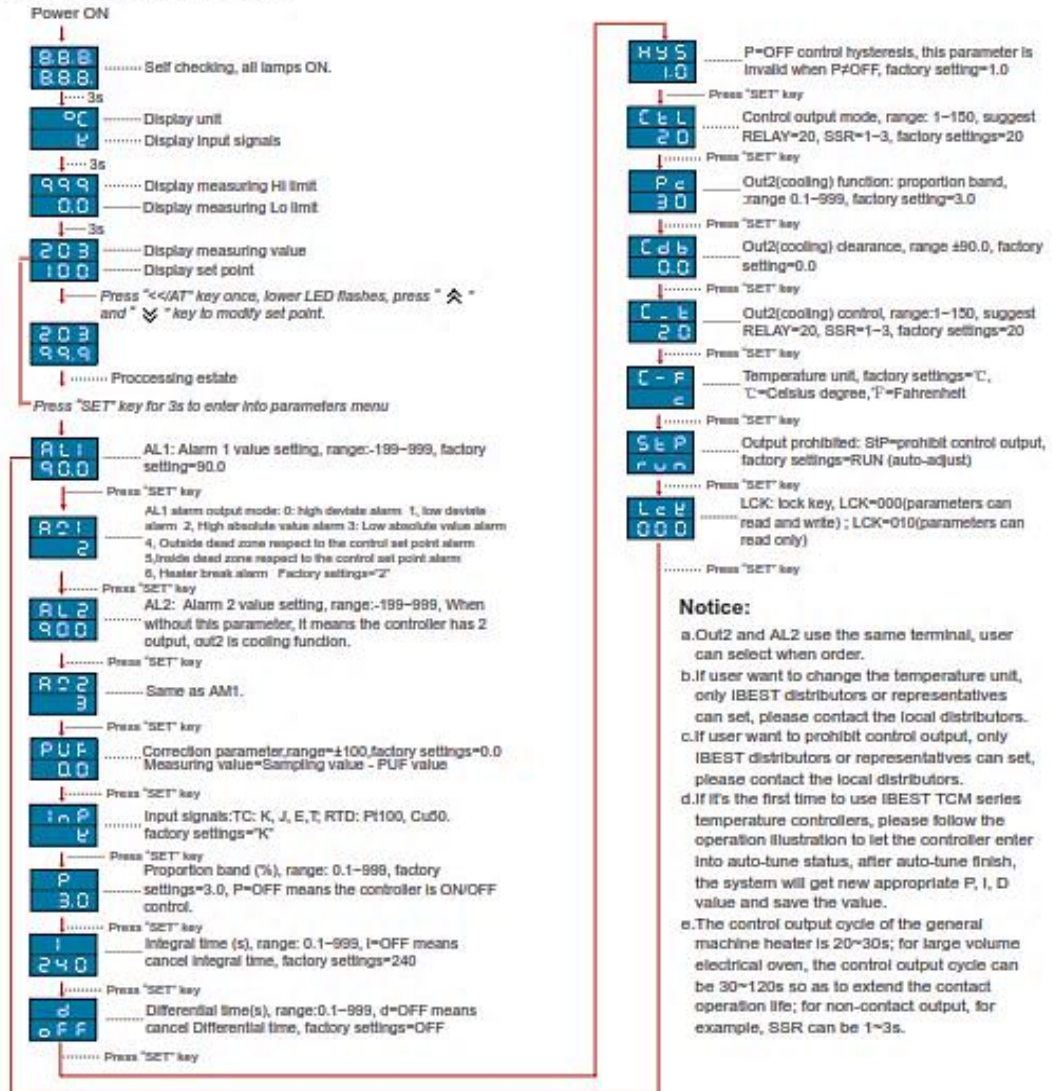 Power ON
8.8.8
8.8.8.
Self checking, all lamps ON.
3s
°C
Display unit
K
Display input signals
3s
999
Display measuring Hi limit
0.0
Display measuring Lo limit
3s
203
Display measuring value
100
Display set point
Press "<</AT" key once, lower LED flashes, press " "
and " " key to modify set point.
203
99.9
Proccessing estate
Press "SET" key for 3s to enter into parameters menu
AL1
90.0
AL1: Alarm 1 value setting, range:-199~999, factory
setting=90.0
Press "SET" key
2
AL1 alarm output mode: 0: high deviate alarm 1, low deviate
alarm 2, High absolute value alarm 3: Low absolute value alarm
4, Outside dead zone respect to the control set point alarm
5,Inside dead zone respect to the control set point alarm
6, Heater break alarm Factory settings="2"
Press "SET" key
AL2
90.0
AL2: Alarm 2 value setting, range:-199~999, When
without this parameter, it means the controller has 2
output, out2 is cooling function.
Press "SET" key
3
Same as AM1.
Press "SET" key
PUF
0.0
Correction parameter,range=±100,factory settings=0.0
Measuring value=Sampling value - PUF value
Press "SET" key
InP
K
Input signals:TC: K, J, E,T; RTD: Pt100, Cu50.
factory settings="K"
Press "SET" key
P
3.0
Proportion band (%), range: 0.1~999, factory
settings=3.0, P=OFF means the controller is ON/OFF
control.
Press "SET" key
I
240
Integral time (s), range: 0.1~999, I=OFF means
cancel integral time, factory settings=240
Press "SET" key
d
oFF
Differential time(s), range:0.1~999, d=OFF means
cancel Differential time, factory settings=OFF
Press "SET" key
HYS
1.0
P=OFF control hysteresis, this parameter is
invalid when P≠OFF, factory setting=1.0
Press "SET" key
CtL
20
Control output mode, range: 1~150, suggest
RELAY=20, SSR=1~3, factory settings=20
Press "SET" key
Pc
30
Out2(cooling) function: proportion band,
:range 0.1~999, factory setting=3.0
Press "SET" key
Cdb
0.0
Out2(cooling) clearance, range ±90.0, factory
setting=0.0
Press "SET" key
C_t
20
Out2(cooling) control, range:1~150, suggest
RELAY=20, SSR=1~3, factory settings=20
Press "SET" key
C-F
c
Temperature unit, factory settings=℃,
℃=Celsius degree,℉=Fahrenheit
Press "SET" key
StP
run
Output prohibited: StP=prohibit control output,
factory settings=RUN (auto-adjust)
Press "SET" key
LcK
000
LCK: lock key, LCK=000(parameters can
read and write) ; LCK=010(parameters can
read only)
Press "SET" key
Notice:
a.Out2 and AL2 use the same terminal, user
can select when order.
b.If user want to change the temperature unit,
only IBEST distributors or representatives
can set, please contact the local distributors.
c.If user want to prohibit control output, only
IBEST distributors or representatives can set,
please contact the local distributors.
d.If it's the first time to use IBEST TCM series
temperature controllers, please follow the
operation illustration to let the controller enter
into auto-tune status, after auto-tune finish,
the system will get new appropriate P, I, D
value and save the value.
e.The control output cycle of the general
machine heater is 20~30s; for large volume
electrical oven, the control output cycle can
be 30~120s so as to extend the contact
operation life; for non-contact output, for
example, SSR can be 1~3s.